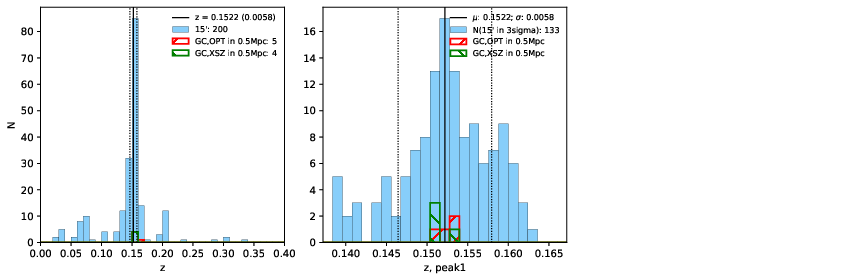 z = 0.1522 (0.0058)
15': 200
GC,OPT in 0.5Mpc: 5
GC,XSZ in 0.5Mpc: 4
N
80
70
60
50
40
30
20
10
0
0.00 0.05 0.10 0.15 0.20 0.25 0.30 0.35 0.40
z
μ: 0.1522; σ: 0.0058
N(15' in 3sigma): 133
GC,OPT in 0.5Mpc
GC,XSZ in 0.5Mpc
16
14
12
10
8
6
4
2
0
0.140 0.145 0.150 0.155 0.160 0.165
z, peak1